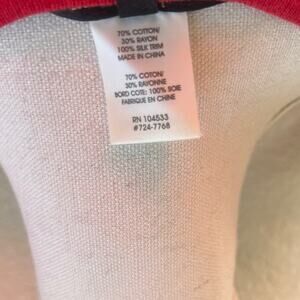 70% COTTON/
30% RAYON
100% SILK TRIM
MADE IN CHINA
70% COTON/
30% RAYONNE
BORD COTE: 100% SOIE
FABRIQUE EN CHINE
RN 104533
#724-7768